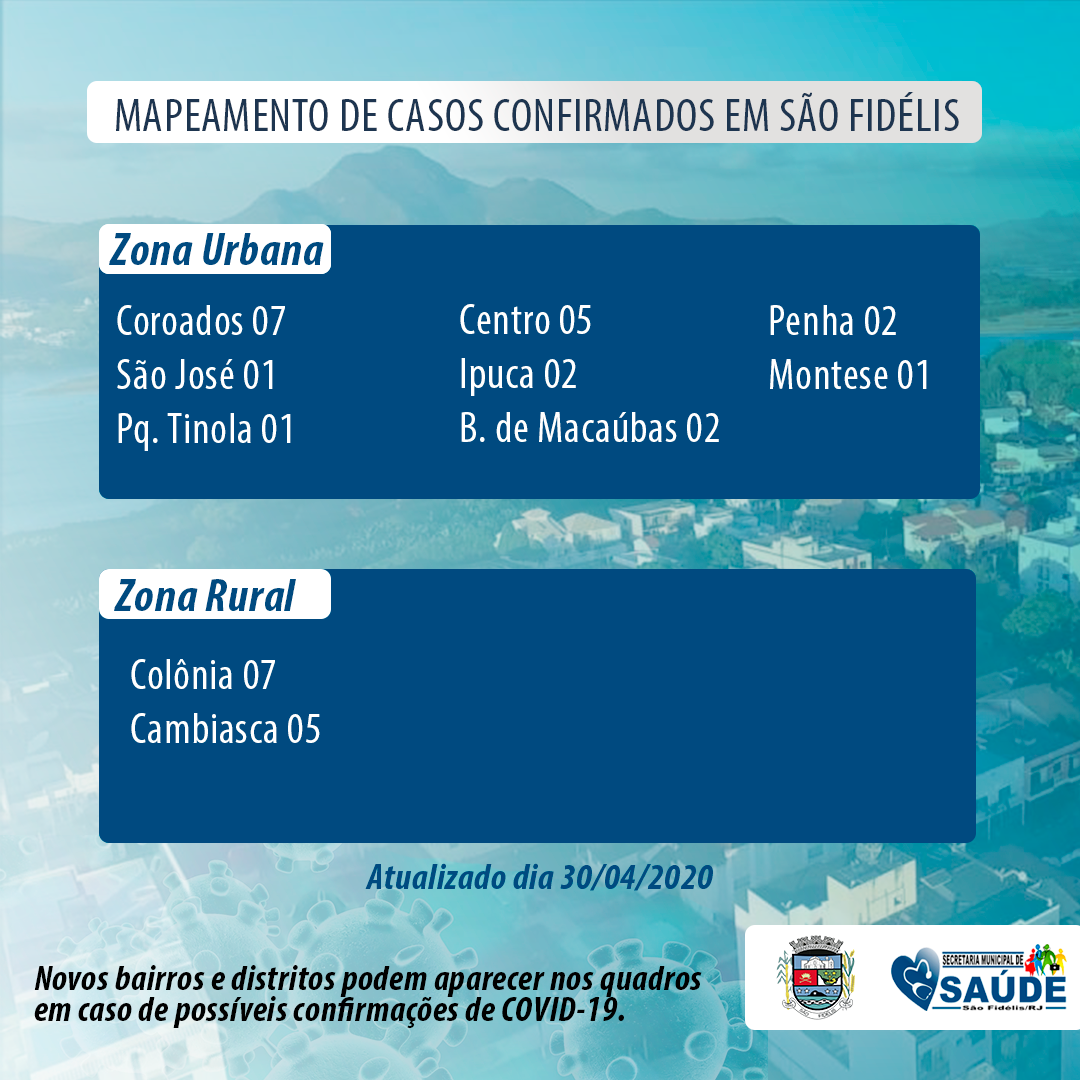 MAPEAMENTO DE CASOS CONFIRMADOS EM SÃO FIDÉLIS
Zona Urbana
Coroados 07
São José 01
Pq. Tinola 01
Centro 05
Ipuca 02
B. de Macaúbas 02
Penha 02
Montese 01
Zona Rural
Colônia 07
Cambiasca 05
Atualizado dia 30/04/2020
Novos bairros e distritos podem aparecer nos quadros
em caso de possíveis confirmações de COVID-19.
SÃO FIDÉLIS
SECRETARIA MUNICIPAL DE
SAÚDE
São Fidélis/RJ